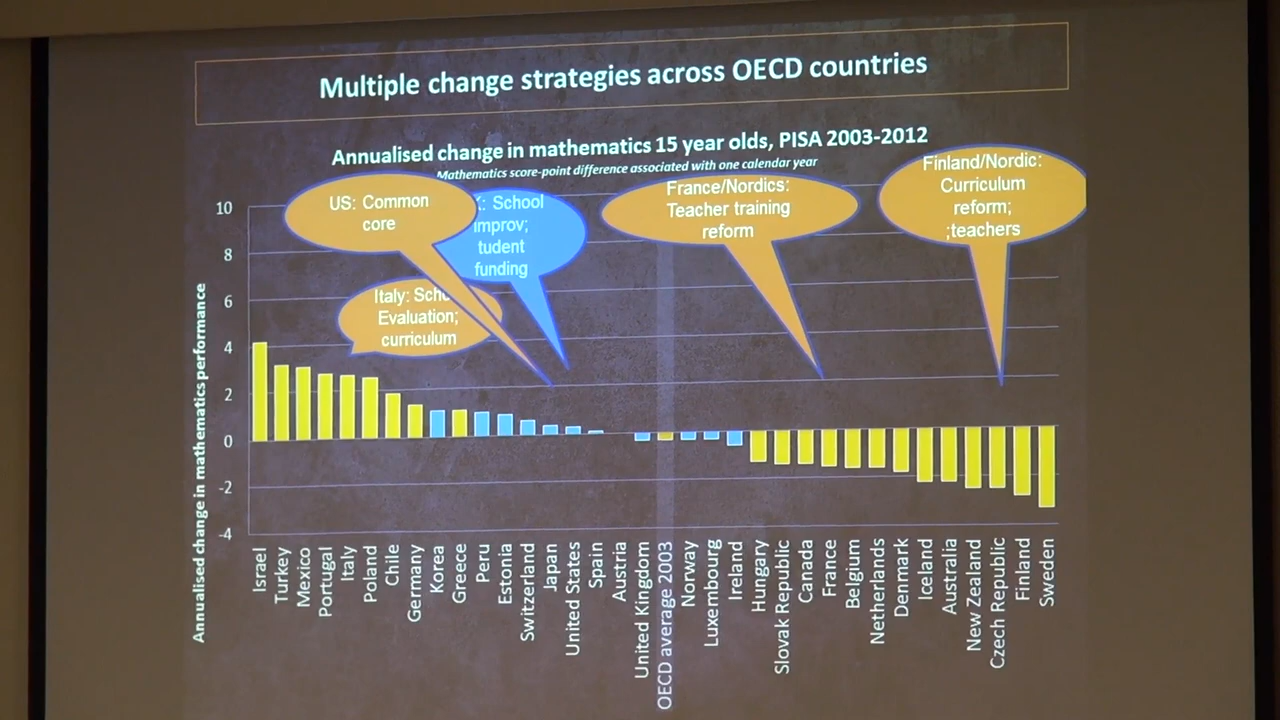 Multiple change strategies across OECD countries
Annualised change in mathematics 15 year olds, PISA 2003-2012
Mathematics score-point difference associated with one calendar year
US: Common
core
: School
improv;
tudent
funding
France/Nordics:
Teacher training
reform
Finland/Nordic:
Curriculum
reform;
;teachers
Italy: Scho
Evaluation;
curriculum
Annualised change in mathematics performance
10
8
6
4
2
0
-2
-4
Israel
Turkey
Mexico
Portugal
Italy
Poland
Chile
Germany
Korea
Greece
Peru
Estonia
Switzerland
Japan
United States
Spain
Austria
United Kingdom
OECD average 2003
Norway
Luxembourg
Ireland
Hungary
Slovak Republic
Canada
France
Belgium
Netherlands
Denmark
Iceland
Australia
New Zealand
Czech Republic
Finland
Sweden